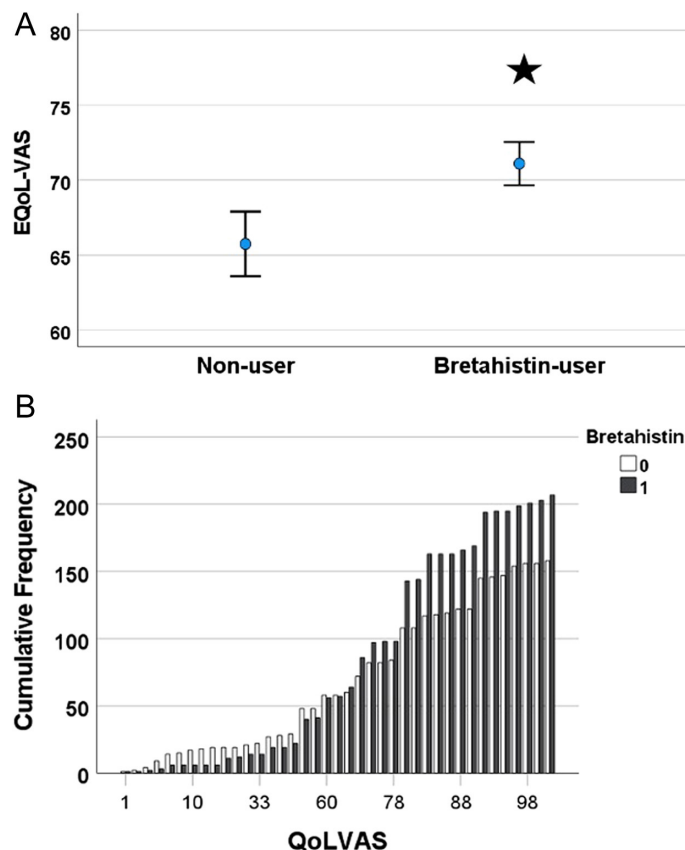 A
80
75
70
65
60
EQoL-VAS
Non-user Bretahistin-user
B
250
200
150
100
50
0
Cumulative Frequency
1 10 33 60 78 88 98
QoLVAS
Bretahistin
0
1